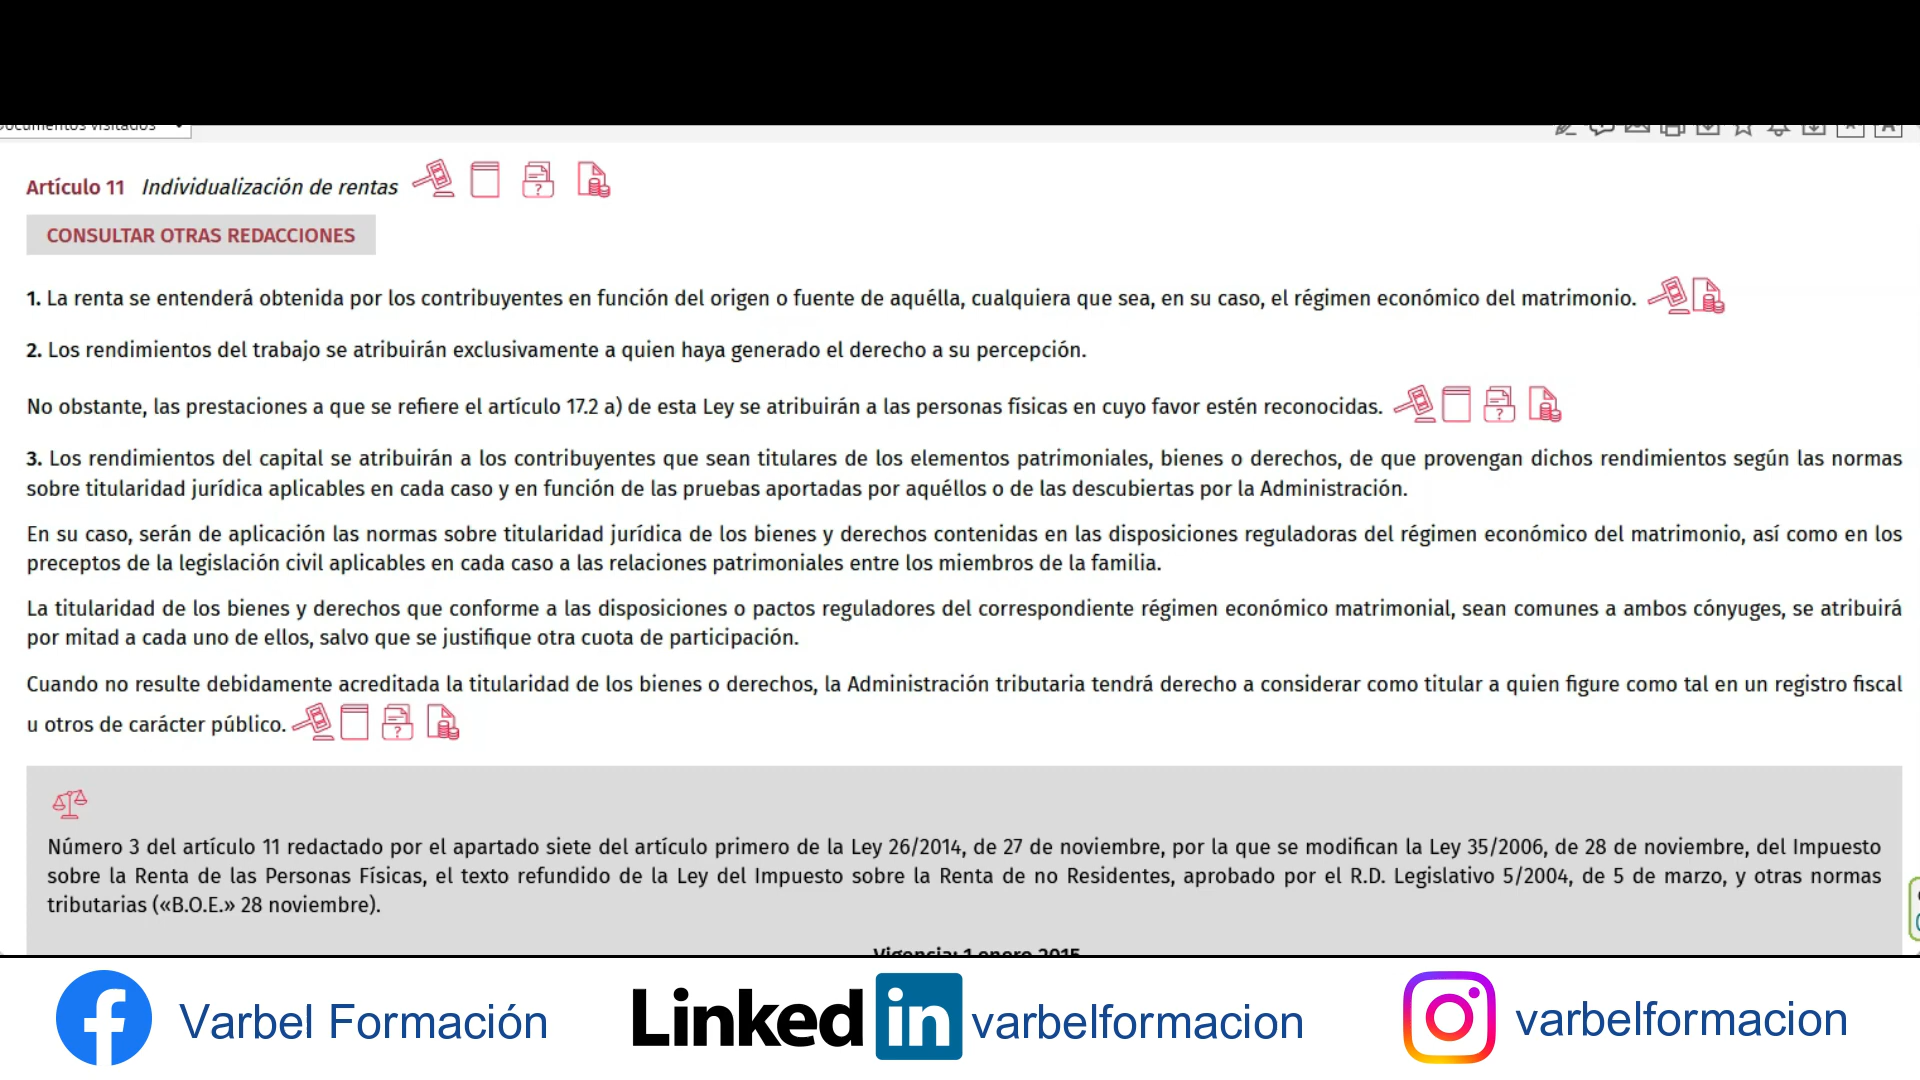 Documentos visitados
Artículo 11 Individualización de rentas
CONSULTAR OTRAS REDACCIONES
1. La renta se entenderá obtenida por los contribuyentes en función del origen o fuente de aquélla, cualquiera que sea, en su caso, el régimen económico del matrimonio.
2. Los rendimientos del trabajo se atribuirán exclusivamente a quien haya generado el derecho a su percepción.
No obstante, las prestaciones a que se refiere el artículo 17.2 a) de esta Ley se atribuirán a las personas físicas en cuyo favor estén reconocidas.
3. Los rendimientos del capital se atribuirán a los contribuyentes que sean titulares de los elementos patrimoniales, bienes o derechos, de que provengan dichos rendimientos según las normas
sobre titularidad jurídica aplicables en cada caso y en función de las pruebas aportadas por aquéllos o de las descubiertas por la Administración.
En su caso, serán de aplicación las normas sobre titularidad jurídica de los bienes y derechos contenidas en las disposiciones reguladoras del régimen económico del matrimonio, así como en los
preceptos de la legislación civil aplicables en cada caso a las relaciones patrimoniales entre los miembros de la familia.
La titularidad de los bienes y derechos que conforme a las disposiciones o pactos reguladores del correspondiente régimen económico matrimonial, sean comunes a ambos cónyuges, se atribuirá
por mitad a cada uno de ellos, salvo que se justifique otra cuota de participación.
Cuando no resulte debidamente acreditada la titularidad de los bienes o derechos, la Administración tributaria tendrá derecho a considerar como titular a quien figure como tal en un registro fiscal
u otros de carácter público.
Número 3 del artículo 11 redactado por el apartado siete del artículo primero de la Ley 26/2014, de 27 de noviembre, por la que se modifican la Ley 35/2006, de 28 de noviembre, del Impuesto
sobre la Renta de las Personas Físicas, el texto refundido de la Ley del Impuesto sobre la Renta de no Residentes, aprobado por el R.D. Legislativo 5/2004, de 5 de marzo, y otras normas
tributarias («B.O.E.» 28 noviembre).
Vigencia: 1 enero 2015
Varbel Formación
Linked in varbelformacion
varbelformacion